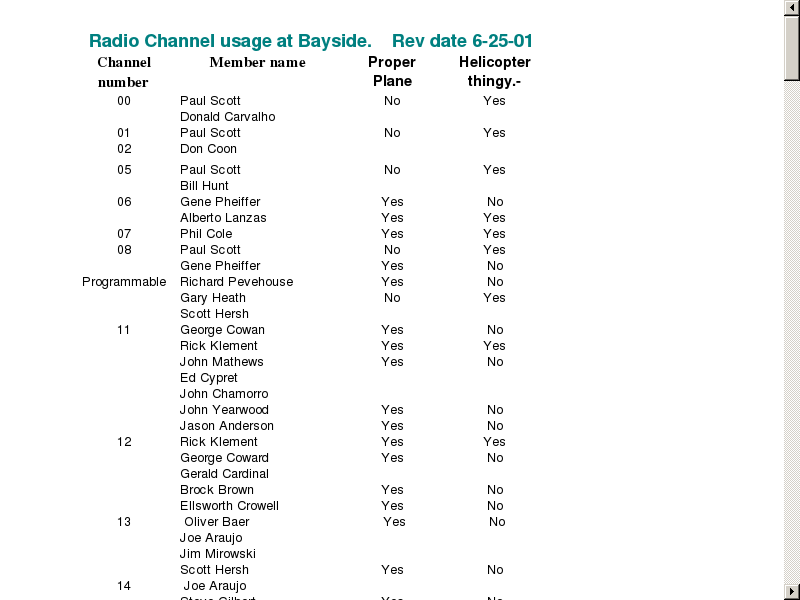 Radio Channel usage at Bayside. Rev date 6-25-01
Channel number Member name Proper Plane Helicopter thingy.-
00 Paul Scott No Yes
Donald Carvalho
01 Paul Scott No Yes
02 Don Coon
05 Paul Scott No Yes
Bill Hunt
06 Gene Pheiffer Yes No
Alberto Lanzas Yes Yes
07 Phil Cole Yes Yes
08 Paul Scott No Yes
Gene Pheiffer Yes No
Programmable Richard Pevehouse Yes No
Gary Heath No Yes
Scott Hersh
11 George Cowan Yes No
Rick Klement Yes Yes
John Mathews Yes No
Ed Cypret
John Chamorro
John Yearwood Yes No
Jason Anderson Yes No
12 Rick Klement Yes Yes
George Coward Yes No
Gerald Cardinal
Brock Brown Yes No
Ellsworth Crowell Yes No
13 Oliver Baer Yes No
Joe Araujo
Jim Mirowski
Scott Hersh Yes No
14 Joe Araujo
Steve Gilbert Yes No